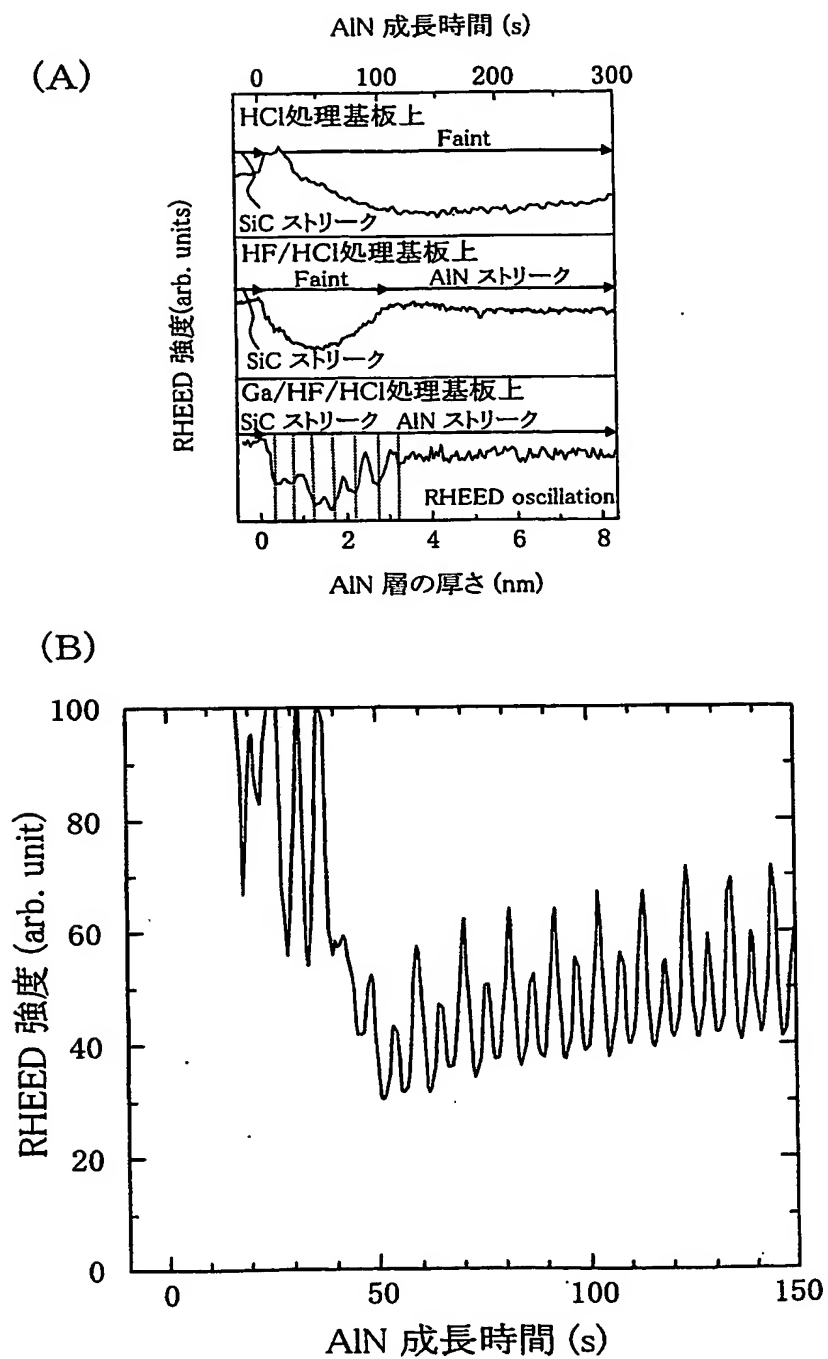 AlN 成長時間 (s)
(A)
0 100 200 300
HCl処理基板上
Faint
SiC ストリーク
HF/HCl処理基板上
Faint AlN ストリーク
SiC ストリーク
Ga/HF/HCl処理基板上
SiC ストリーク AlN ストリーク
RHEED oscillation
RHEED 強度(arb. units)
0 2 4 6 8
AlN 層の厚さ (nm)
(B)
100
80
60
40
20
0
RHEED 強度 (arb. unit)
0 50 100 150
AlN 成長時間 (s)